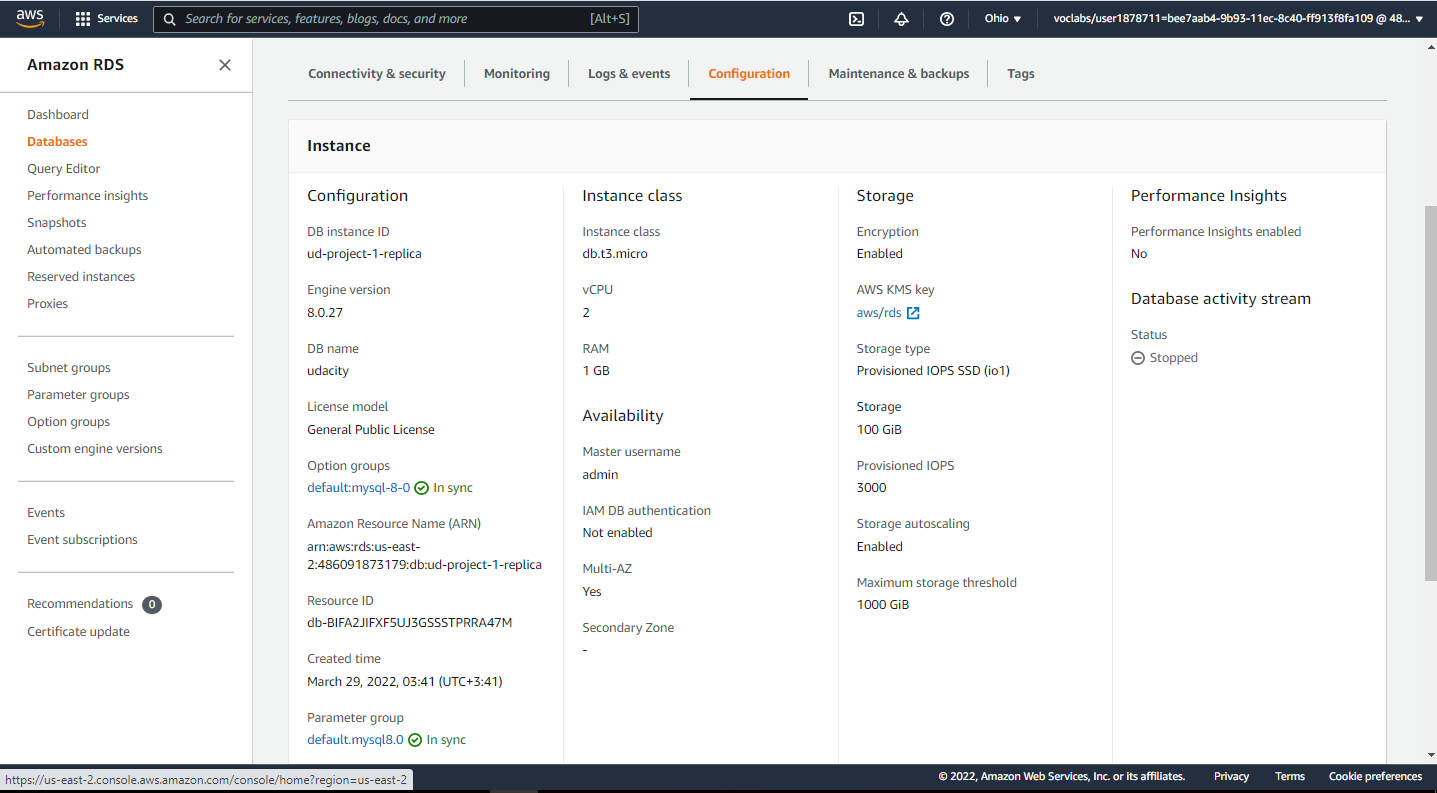 aws
Services
Search for services, features, blogs, docs, and more
[Alt+S]
Ohio ▼
voclabs/user1878711=bee7aab4-9b93-11ec-8c40-ff913f8fa109 @ 48... ▼
Amazon RDS
Dashboard
Databases
Query Editor
Performance insights
Snapshots
Automated backups
Reserved instances
Proxies
Subnet groups
Parameter groups
Option groups
Custom engine versions
Events
Event subscriptions
Recommendations 0
Certificate update
Connectivity & security
Monitoring
Logs & events
Configuration
Maintenance & backups
Tags
Instance
Configuration
DB instance ID
ud-project-1-replica
Engine version
8.0.27
DB name
udacity
License model
General Public License
Option groups
default:mysql-8-0 In sync
Amazon Resource Name (ARN)
arn:aws:rds:us-east-
2:486091873179:db:ud-project-1-replica
Resource ID
db-BIFA2JIFXF5UJ3GSSSTPRRA47M
Created time
March 29, 2022, 03:41 (UTC+3:41)
Parameter group
default.mysql8.0 In sync
Instance class
Instance class
db.t3.micro
vCPU
2
RAM
1 GB
Availability
Master username
admin
IAM DB authentication
Not enabled
Multi-AZ
Yes
Secondary Zone
-
Storage
Encryption
Enabled
AWS KMS key
aws/rds
Storage type
Provisioned IOPS SSD (io1)
Storage
100 GiB
Provisioned IOPS
3000
Storage autoscaling
Enabled
Maximum storage threshold
1000 GiB
Performance Insights
Performance Insights enabled
No
Database activity stream
Status
Stopped
https://us-east-2.console.aws.amazon.com/console/home?region=us-east-2
© 2022, Amazon Web Services, Inc. or its affiliates.
Privacy
Terms
Cookie preferences